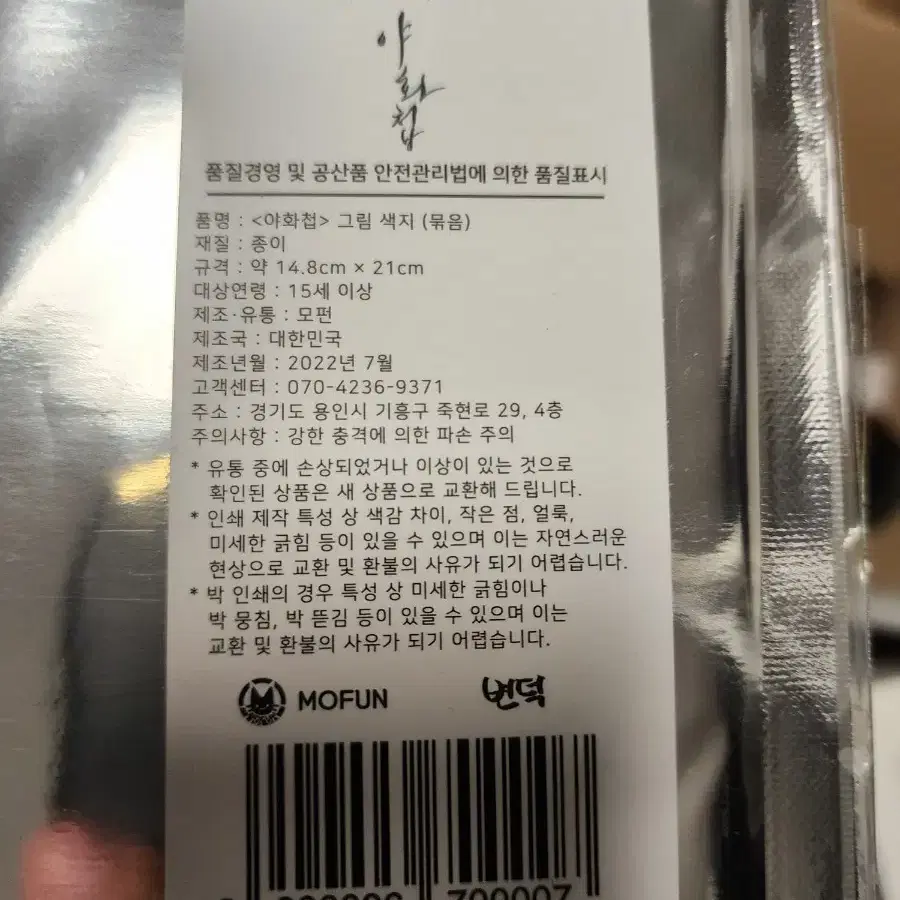 야화첩
품질경영 및 공산품 안전관리법에 의한 품질표시
품명 : <야화첩> 그림 색지 (묶음)
재질 : 종이
규격 : 약 14.8cm × 21cm
대상연령 : 15세 이상
제조·유통 : 모펀
제조국 : 대한민국
제조년월 : 2022년 7월
고객센터 : 070-4236-9371
주소 : 경기도 용인시 기흥구 죽현로 29, 4층
주의사항 : 강한 충격에 의한 파손 주의
* 유통 중에 손상되었거나 이상이 있는 것으로
확인된 상품은 새 상품으로 교환해 드립니다.
* 인쇄 제작 특성 상 색감 차이, 작은 점, 얼룩,
미세한 긁힘 등이 있을 수 있으며 이는 자연스러운
현상으로 교환 및 환불의 사유가 되기 어렵습니다.
* 박 인쇄의 경우 특성 상 미세한 긁힘이나
박 뭉침, 박 뜯김 등이 있을 수 있으며 이는
교환 및 환불의 사유가 되기 어렵습니다.
MOFUN 번덕
700007